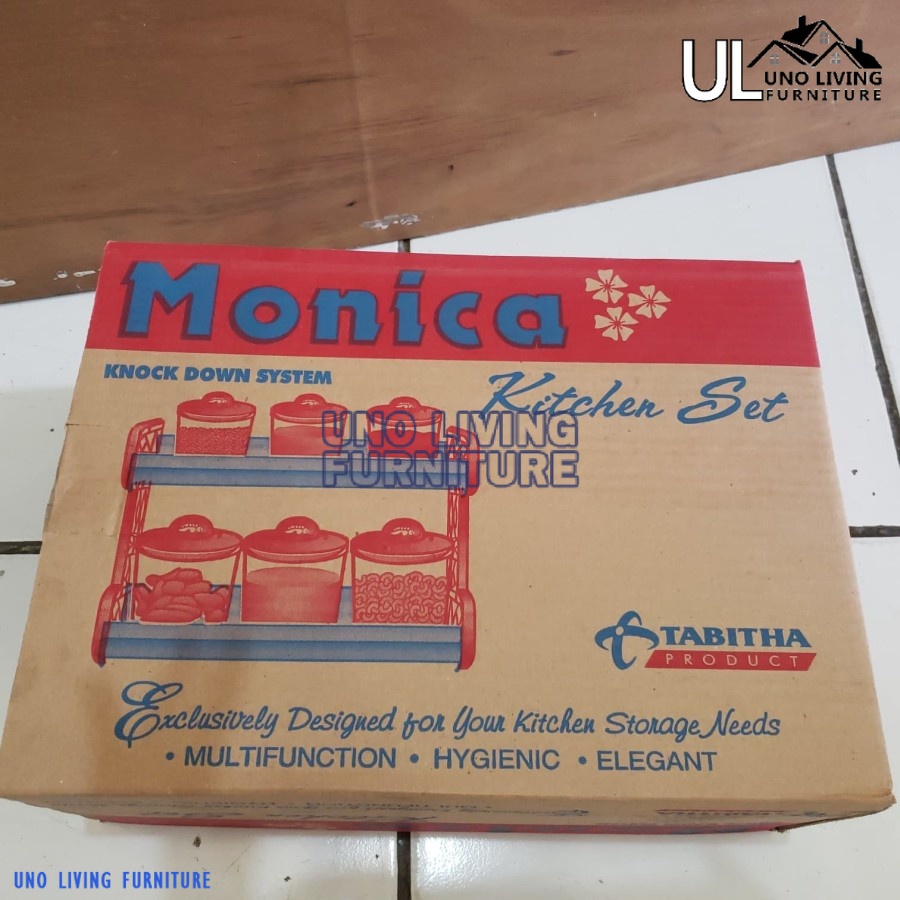 UL UNO LIVING
FURNITURE
Monica
KNOCK DOWN SYSTEM
Kitchen Set
UNO LIVING
FURNITURE
TABITHA
PRODUCT
Exclusively Designed for Your Kitchen Storage Needs
• MULTIFUNCTION • HYGIENIC • ELEGANT
UNO LIVING FURNITURE